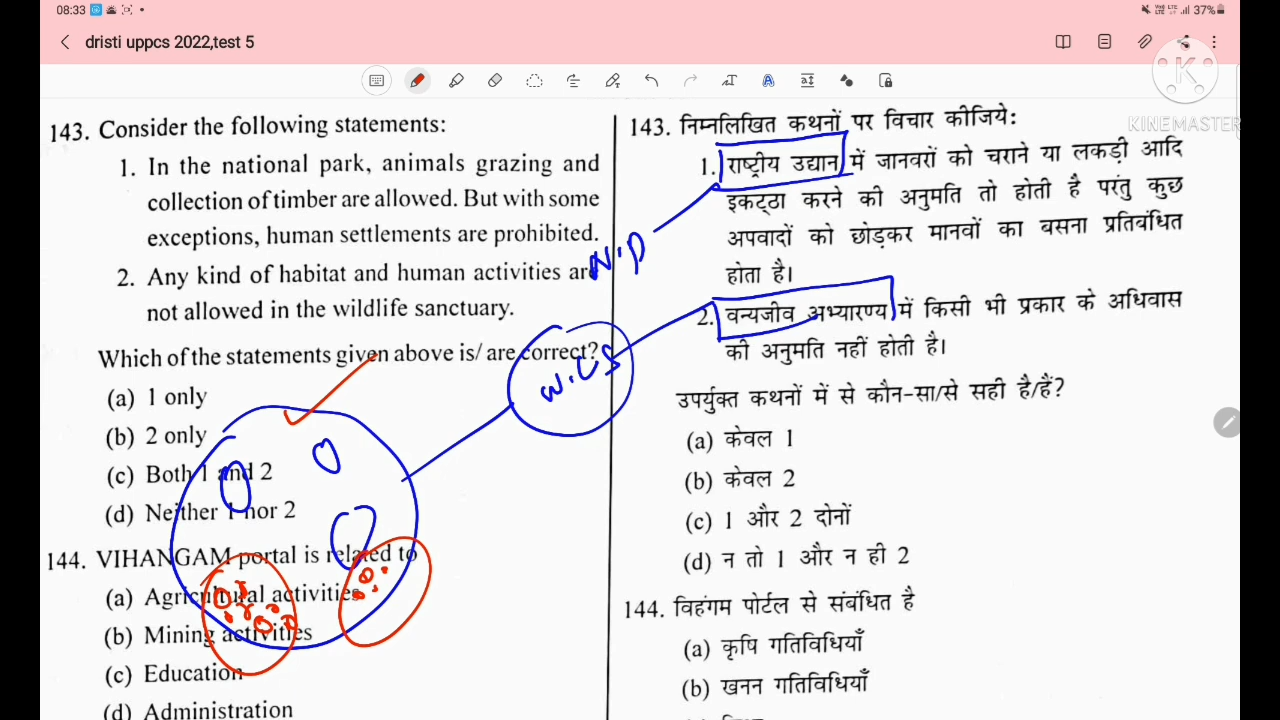 08:33
37%
dristi uppcs 2022,test 5
KINEMASTER
143. Consider the following statements:
1. In the national park, animals grazing and
collection of timber are allowed. But with some
exceptions, human settlements are prohibited.
2. Any kind of habitat and human activities are
not allowed in the wildlife sanctuary.
Which of the statements given above is/ are correct?
(a) 1 only
(b) 2 only
(c) Both 1 and 2
(d) Neither 1 nor 2
144. VIHANGAM portal is related to
(a) Agricultural activities
(b) Mining activities
(c) Education
(d) Administration
N.P
W.L.S
143. निम्नलिखित कथनों पर विचार कीजिये:
1. राष्ट्रीय उद्यान में जानवरों को चराने या लकड़ी आदि
इकट्ठा करने की अनुमति तो होती है परंतु कुछ
अपवादों को छोड़कर मानवों का बसना प्रतिबंधित
होता है।
2. वन्यजीव अभ्यारण्य में किसी भी प्रकार के अधिवास
की अनुमति नहीं होती है।
उपर्युक्त कथनों में से कौन-सा/से सही है/हैं?
(a) केवल 1
(b) केवल 2
(c) 1 और 2 दोनों
(d) न तो 1 और न ही 2
144. विहंगम पोर्टल से संबंधित है
(a) कृषि गतिविधियाँ
(b) खनन गतिविधियाँ